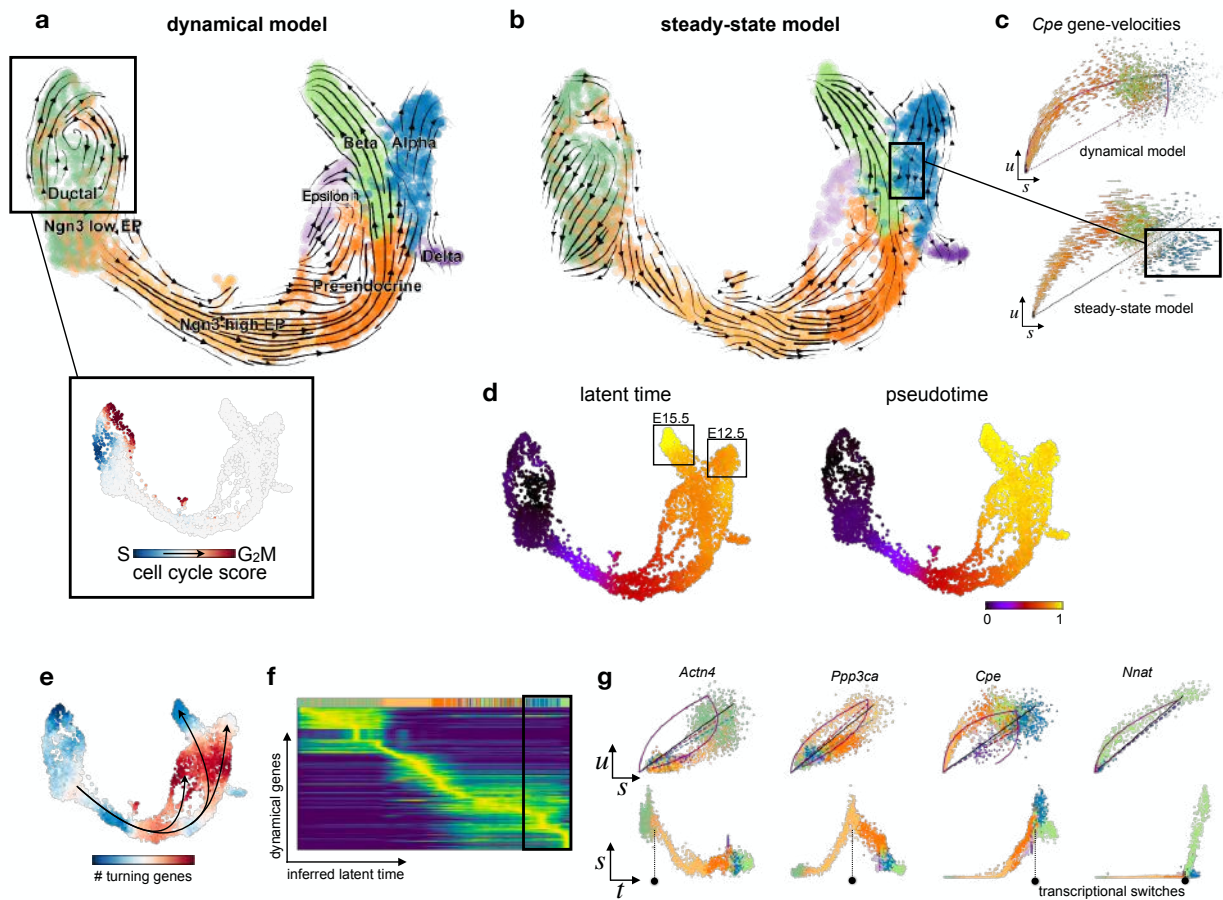 a
dynamical model
b
steady-state model
c
Cpe gene-velocities
Beta
Alpha
Ductal
Epsilon
Ngn3 low EP
Delta
Pre-endocrine
Ngn3 high EP
u
s
dynamical model
u
s
steady-state model
S
G2M
cell cycle score
d
latent time
pseudotime
E15.5
E12.5
0
1
e
# turning genes
f
dynamical genes
inferred latent time
g
Actn4
Ppp3ca
Cpe
Nnat
u
s
s
t
transcriptional switches